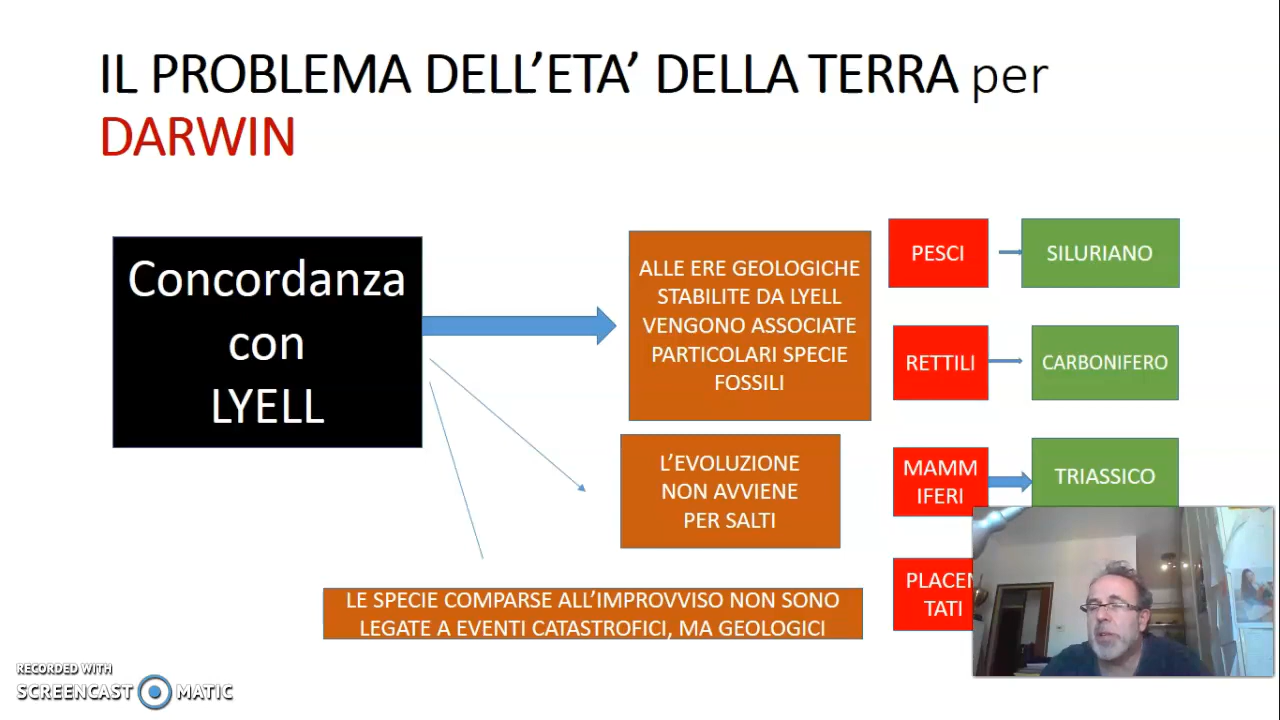 IL PROBLEMA DELL'ETA' DELLA TERRA per
DARWIN
Concordanza
con
LYELL
ALLE ERE GEOLOGICHE
STABILITE DA LYELL
VENGONO ASSOCIATE
PARTICOLARI SPECIE
FOSSILI
L'EVOLUZIONE
NON AVVIENE
PER SALTI
LE SPECIE COMPARSE ALL'IMPROVVISO NON SONO
LEGATE A EVENTI CATASTROFICI, MA GEOLOGICI
PESCI
SILURIANO
RETTILI
CARBONIFERO
MAMM
IFERI
TRIASSICO
PLACEN
TATI
RECORDED WITH
SCREENCAST MATIC